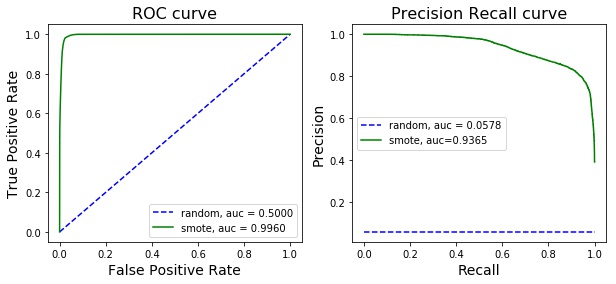 ROC curve
True Positive Rate
1.0
0.8
0.6
0.4
0.2
0.0
random, auc = 0.5000
smote, auc = 0.9960
0.0 0.2 0.4 0.6 0.8 1.0
False Positive Rate
Precision Recall curve
Precision
1.0
0.8
0.6
0.4
0.2
random, auc = 0.0578
smote, auc=0.9365
0.0 0.2 0.4 0.6 0.8 1.0
Recall